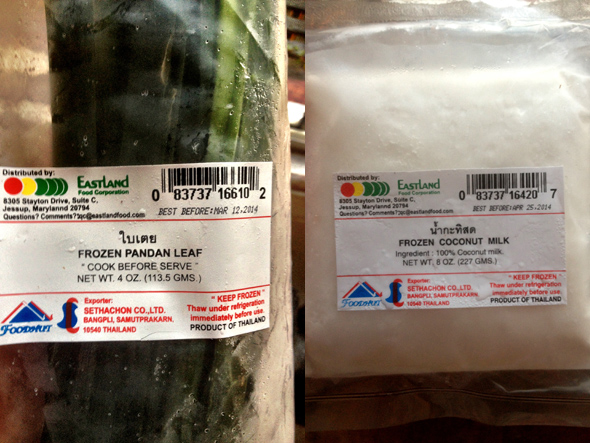 Distributed by:
EASTLAND
Food Corporation
8305 Stayton Drive, Suite C,
Jessup, Marylannd 20794
Questions? Comments?:qc@eastlandfood.com
0 83737 16610 2
BEST BEFORE:MAR 12,2014
ใบเตย
FROZEN PANDAN LEAF
" COOK BEFORE SERVE "
NET WT. 4 OZ. (113.5 GMS.)
FOODHUT
Exporter:
SETHACHON CO.,LTD.
BANGPLI, SAMUTPRAKARN,
10540 THAILAND
" KEEP FROZEN "
Thaw under refrigeration
immediately before use.
PRODUCT OF THAILAND
Distributed by:
EASTLAND
Food Corporation
8305 Stayton Drive, Suite C,
Jessup, Marylannd 20794
Questions? Comments?:qc@eastlandfood.com
0 83737 16420 7
BEST BEFORE:APR 25,2014
น้ำกะทิสด
FROZEN COCONUT MILK
Ingredient : 100% Coconut milk.
NET WT. 8 OZ. (227 GMS.)
FOODHUT
Exporter:
SETHACHON CO.,LTD.
BANGPLI, SAMUTPRAKARN,
10540 THAILAND
" KEEP FROZEN "
Thaw under refrigeration
immediately before use.
PRODUCT OF THAILAND